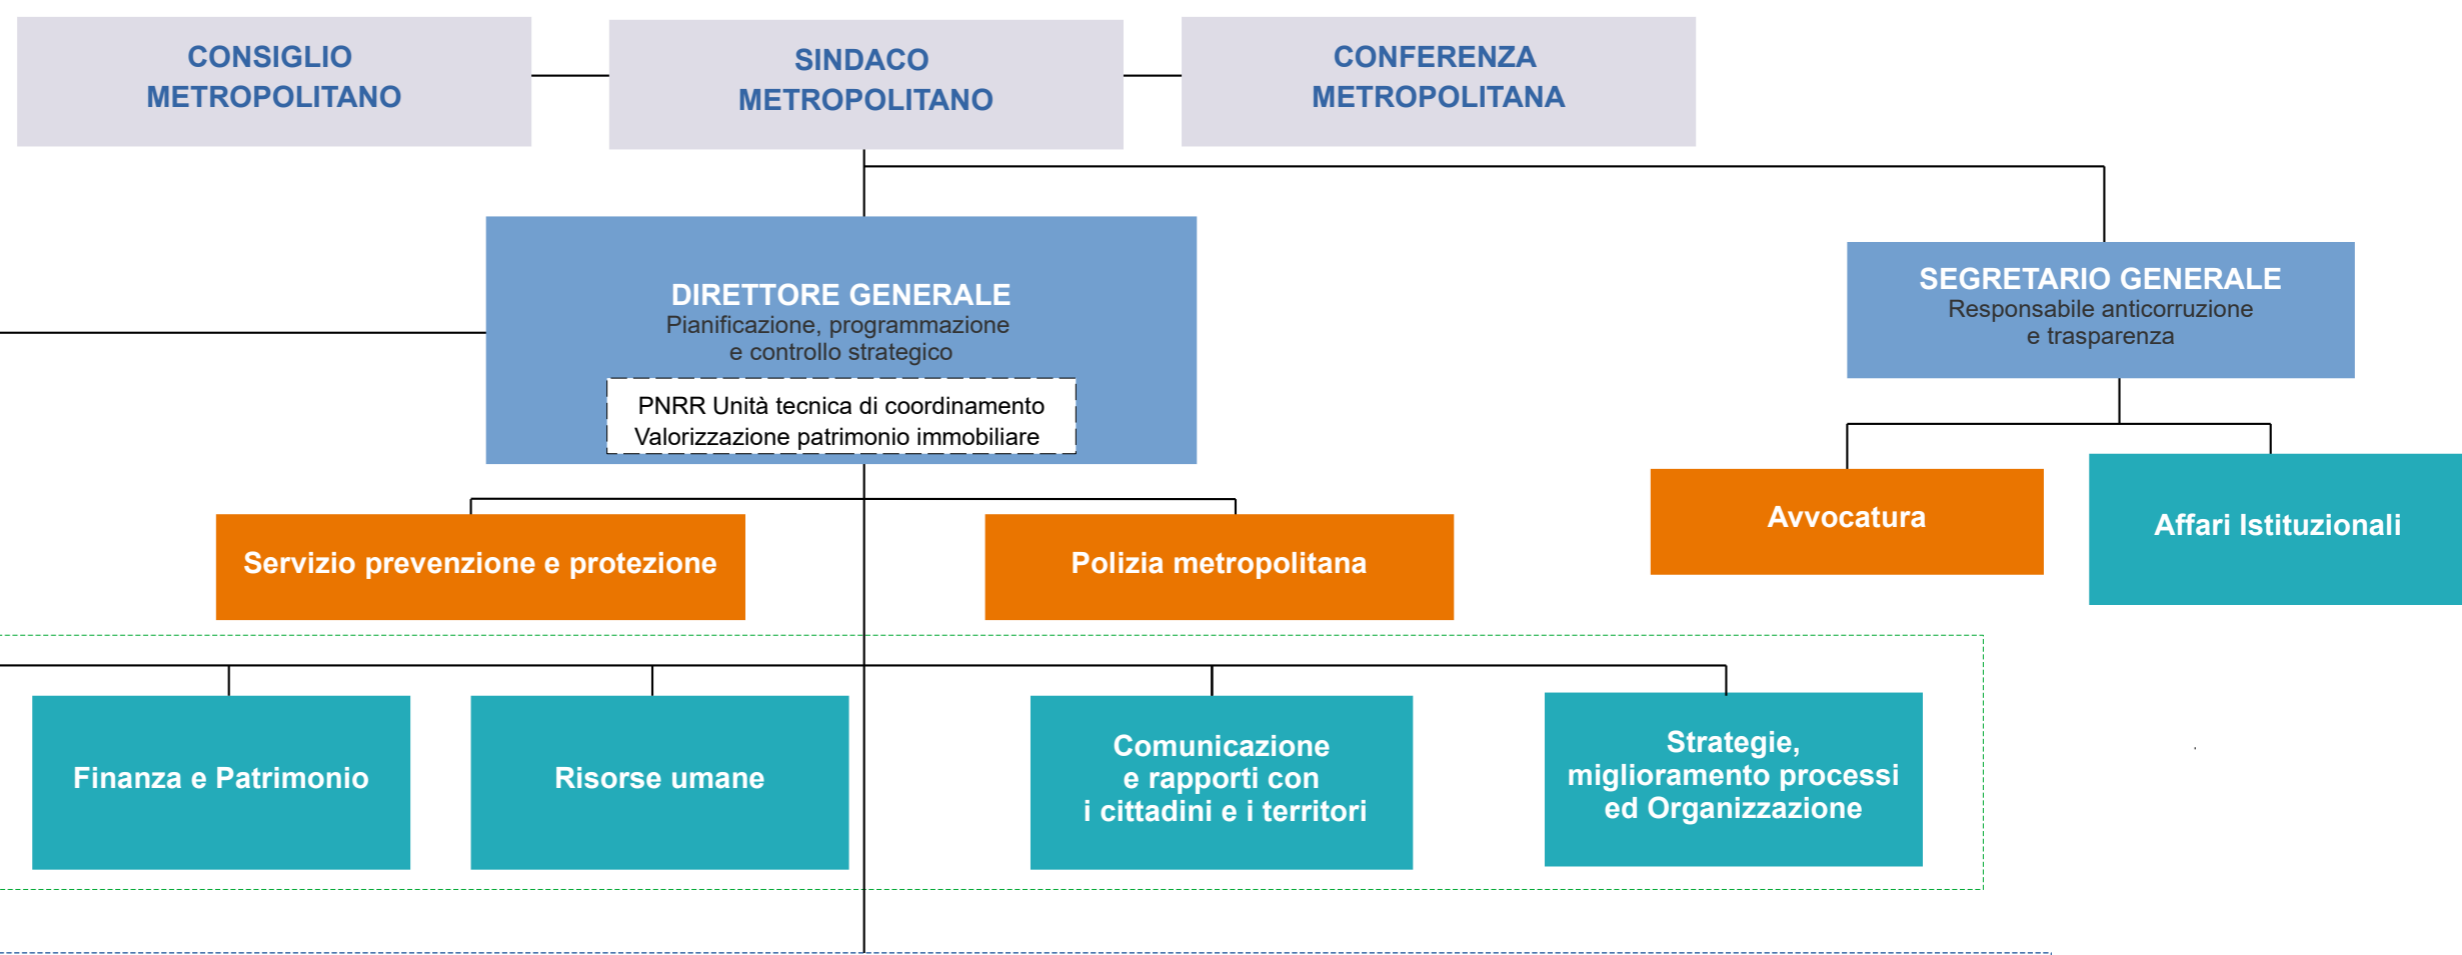 CONSIGLIO
METROPOLITANO
SINDACO
METROPOLITANO
CONFERENZA
METROPOLITANA
DIRETTORE GENERALE
Pianificazione, programmazione
e controllo strategico
PNRR Unità tecnica di coordinamento
Valorizzazione patrimonio immobiliare
SEGRETARIO GENERALE
Responsabile anticorruzione
e trasparenza
Servizio prevenzione e protezione
Polizia metropolitana
Avvocatura
Affari Istituzionali
Finanza e Patrimonio
Risorse umane
Comunicazione
e rapporti con
i cittadini e i territori
Strategie,
miglioramento processi
ed Organizzazione